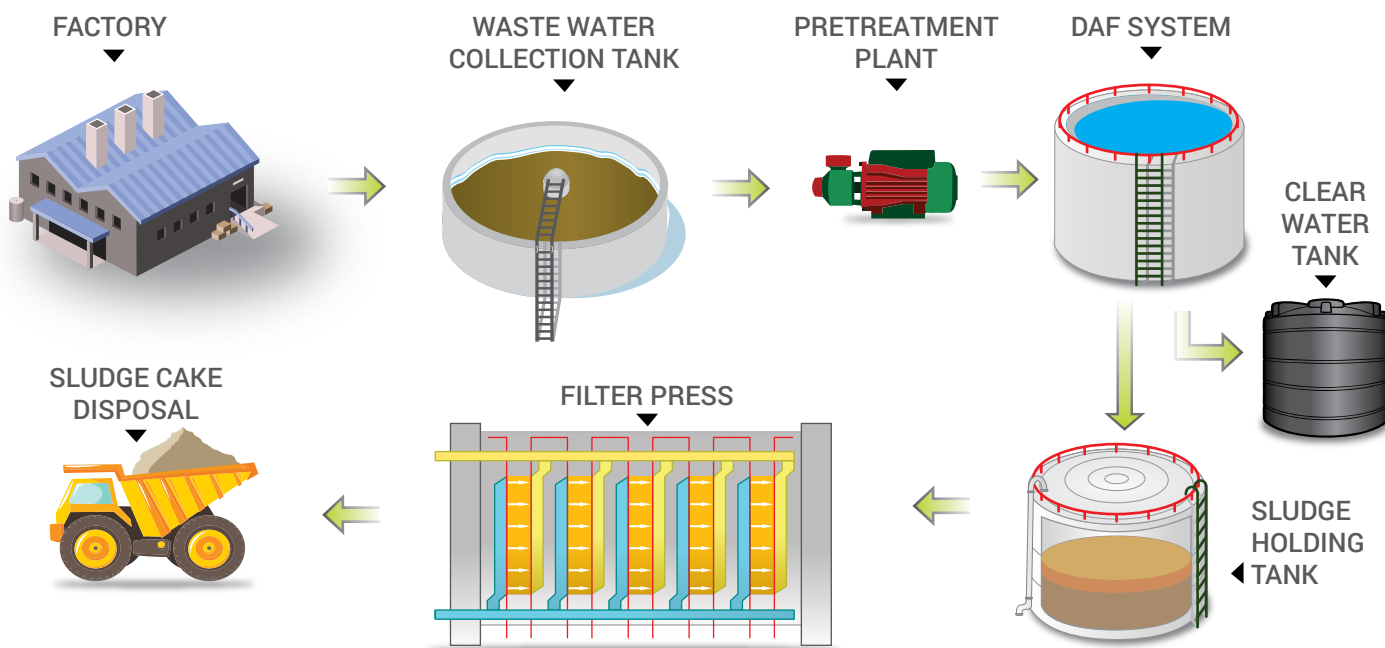 FACTORY
WASTE WATER
COLLECTION TANK
PRETREATMENT
PLANT
DAF SYSTEM
CLEAR
WATER
TANK
SLUDGE CAKE
DISPOSAL
FILTER PRESS
SLUDGE
HOLDING
TANK